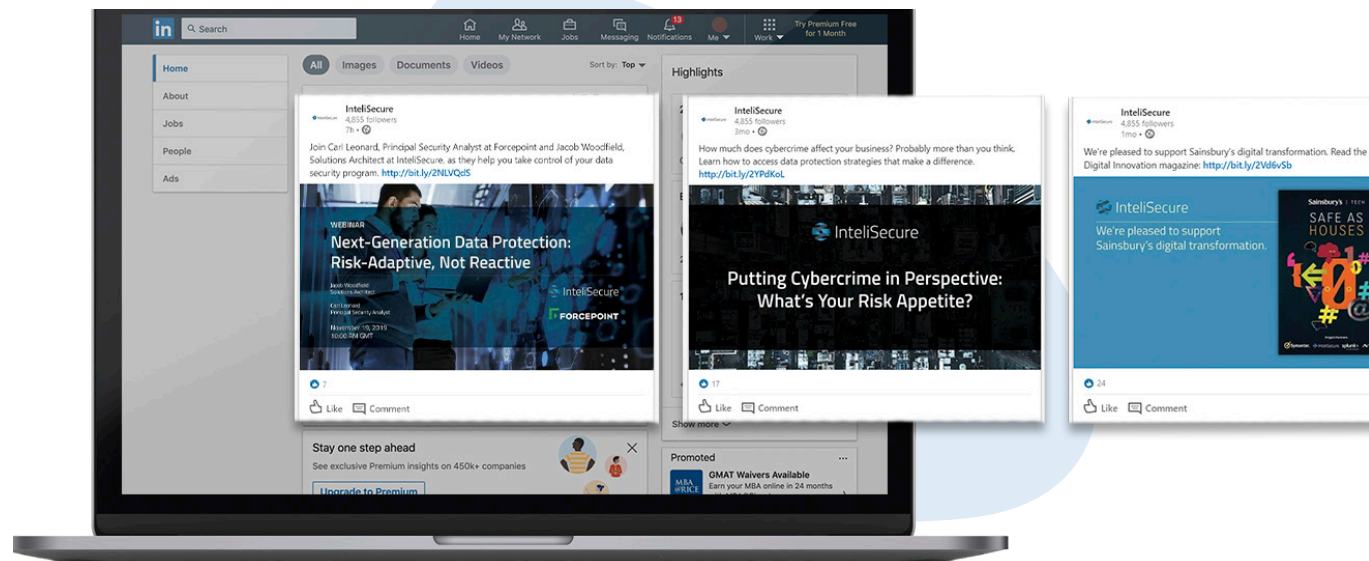 in
Search
Home
My Network
Jobs
Messaging
13
Notifications
Me
Work
Try Premium Free
for 1 Month
Home
About
Jobs
People
Ads
All
Images
Documents
Videos
Sort by: Top
Highlights
InteliSecure
4,855 followers
7h
Join Carl Leonard, Principal Security Analyst at Forcepoint and Jacob Woodfield,
Solutions Architect at InteliSecure, as they help you take control of your data
security program. http://bit.ly/2NLVQdS
WEBINAR
Next-Generation Data Protection:
Risk-Adaptive, Not Reactive
Jacob Woodfield
Solutions Architect
Carl Leonard
Principal Security Analyst
November 19, 2019
10:00 AM GMT
InteliSecure
FORCEPOINT
7
Like
Comment
InteliSecure
4,855 followers
3mo
How much does cybercrime affect your business? Probably more than you think.
Learn how to access data protection strategies that make a difference.
http://bit.ly/2YPdKoL
InteliSecure
Putting Cybercrime in Perspective:
What's Your Risk Appetite?
17
Like
Comment
InteliSecure
4,855 followers
1mo
We're pleased to support Sainsbury's digital transformation. Read the
Digital Innovation magazine: http://bit.ly/2Vd6vSb
InteliSecure
We're pleased to support
Sainsbury's digital transformation.
Sainsbury's | TECH
SAFE AS
HOUSES
24
Like
Comment
Show more
Stay one step ahead
See exclusive Premium insights on 450k+ companies
Upgrade to Premium
Promoted
MBA
@RICE
GMAT Waivers Available
Earn your MBA online in 24 months